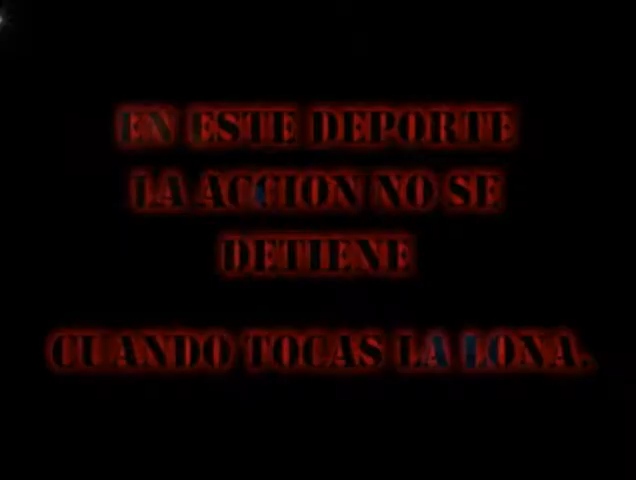 EN ESTE DEPORTE
LA ACCION NO SE
DETIENE
CUANDO TOCAS LA LONA.